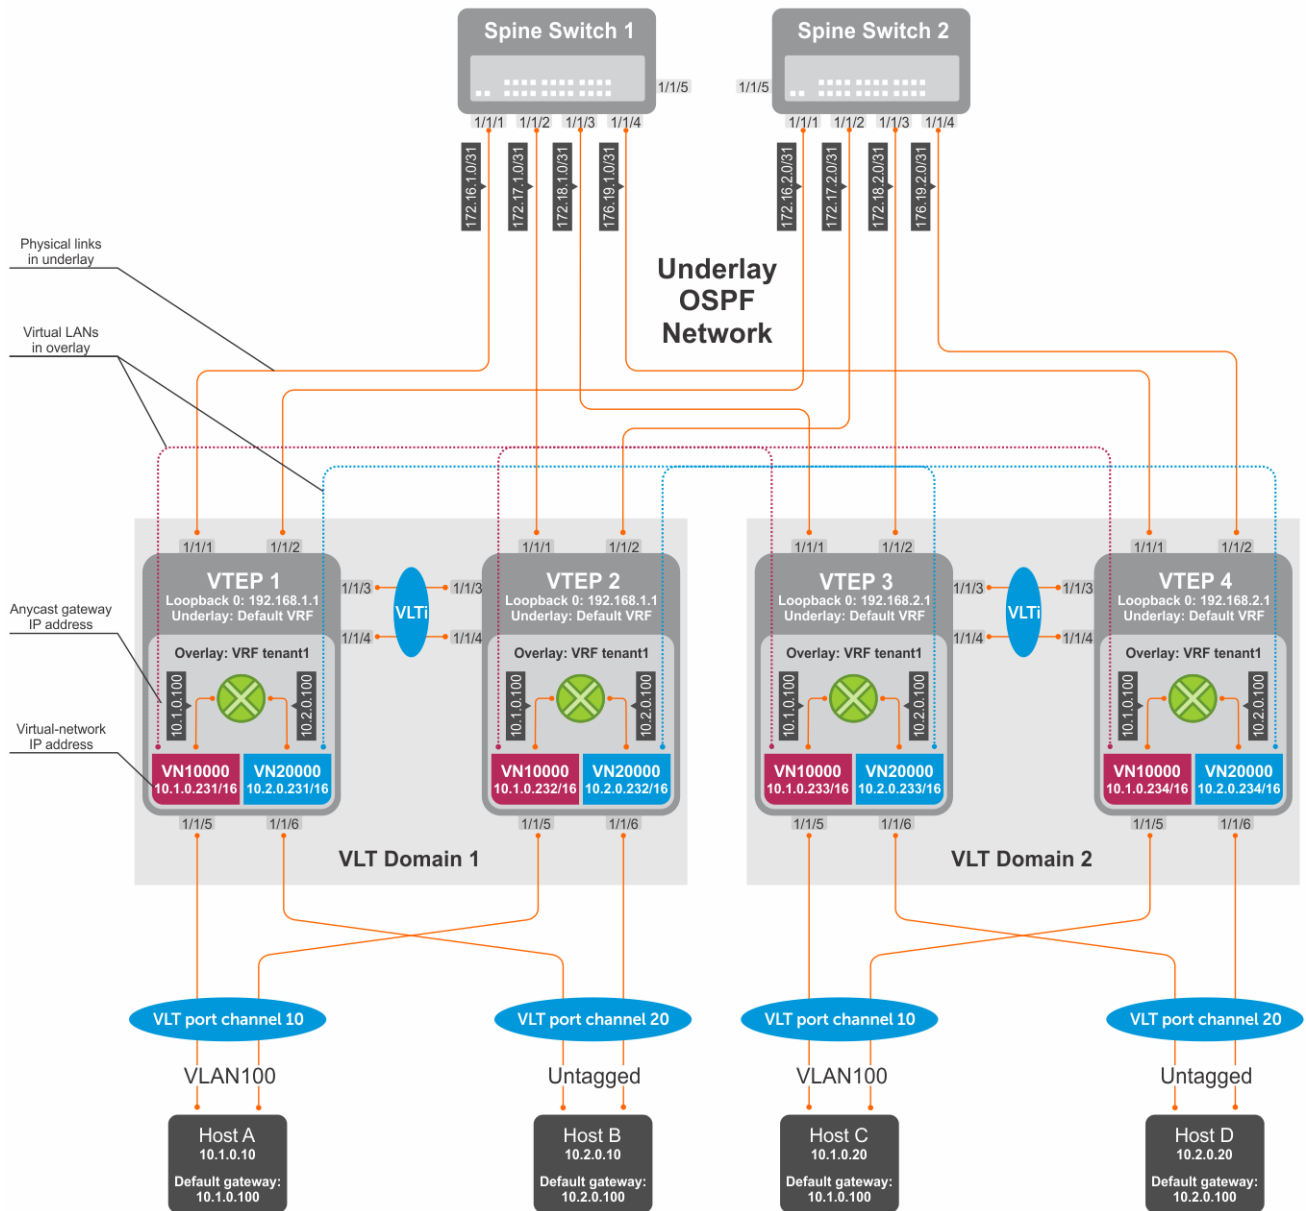 Spine Switch 1
Spine Switch 2
1/1/5
1/1/5
1/1/1
1/1/2
1/1/3
1/1/4
1/1/1
1/1/2
1/1/3
1/1/4
172.16.1.0/31
172.17.1.0/31
172.18.1.0/31
176.19.1.0/31
172.16.2.0/31
172.17.2.0/31
172.18.2.0/31
176.19.2.0/31
Physical links
in underlay
Underlay
OSPF
Network
Virtual LANs
in overlay
1/1/1
1/1/2
1/1/1
1/1/2
1/1/1
1/1/2
1/1/1
1/1/2
VTEP 1
Loopback 0: 192.168.1.1
Underlay: Default VRF
1/1/3
1/1/3
VLTi
1/1/4
1/1/4
VTEP 2
Loopback 0: 192.168.1.1
Underlay: Default VRF
VTEP 3
Loopback 0: 192.168.2.1
Underlay: Default VRF
1/1/3
1/1/3
VLTi
1/1/4
1/1/4
VTEP 4
Loopback 0: 192.168.2.1
Underlay: Default VRF
Anycast gateway
IP address
Overlay: VRF tenant1
Overlay: VRF tenant1
Overlay: VRF tenant1
Overlay: VRF tenant1
10.1.0.100
10.2.0.100
10.1.0.100
10.2.0.100
10.1.0.100
10.2.0.100
10.1.0.100
10.2.0.100
Virtual-network
IP address
VN10000
10.1.0.231/16
VN20000
10.2.0.231/16
VN10000
10.1.0.232/16
VN20000
10.2.0.232/16
VN10000
10.1.0.233/16
VN20000
10.2.0.233/16
VN10000
10.1.0.234/16
VN20000
10.2.0.234/16
1/1/5
1/1/6
1/1/5
1/1/6
1/1/5
1/1/6
1/1/5
1/1/6
VLT Domain 1
VLT Domain 2
VLT port channel 10
VLT port channel 20
VLT port channel 10
VLT port channel 20
VLAN100
Untagged
VLAN100
Untagged
Host A
10.1.0.10
Default gateway:
10.1.0.100
Host B
10.2.0.10
Default gateway:
10.2.0.100
Host C
10.1.0.20
Default gateway:
10.1.0.100
Host D
10.2.0.20
Default gateway:
10.2.0.100